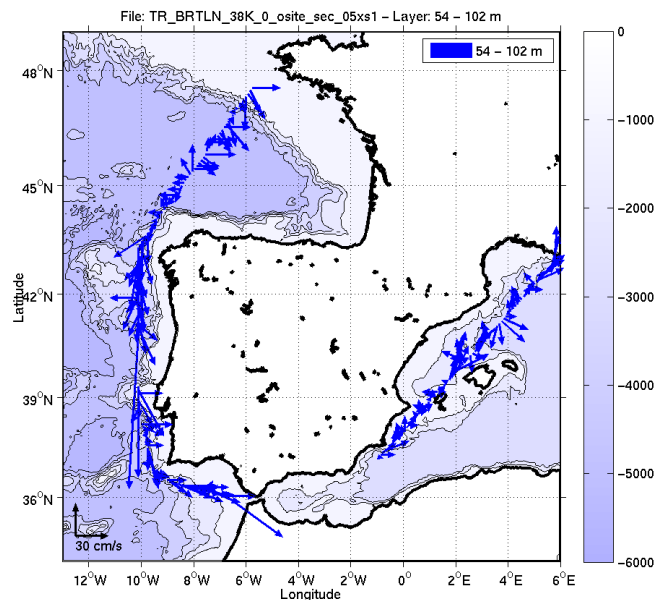 File: TR_BRTLN_38K_0_osite_sec_05xs1 – Layer: 54 – 102 m
54 – 102 m
48°N
45°N
42°N
39°N
36°N
Latitude
30 cm/s
12°W 10°W 8°W 6°W 4°W 2°W 0° 2°E 4°E 6°E
Longitude
0
−1000
−2000
−3000
−4000
−5000
−6000